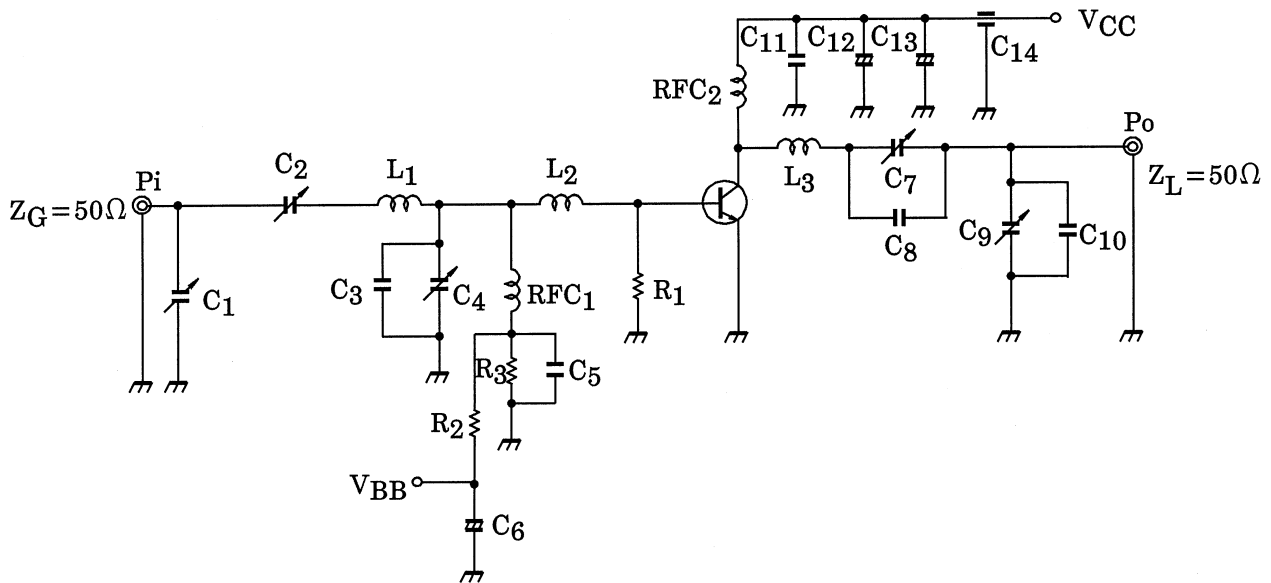 VCC
C11
C12
C13
C14
RFC2
Po
L3
C7
ZL=50Ω
C8
C9
C10
Pi
C2
L1
L2
ZG=50Ω
C1
C3
C4
RFC1
R1
R3
C5
R2
VBB
C6